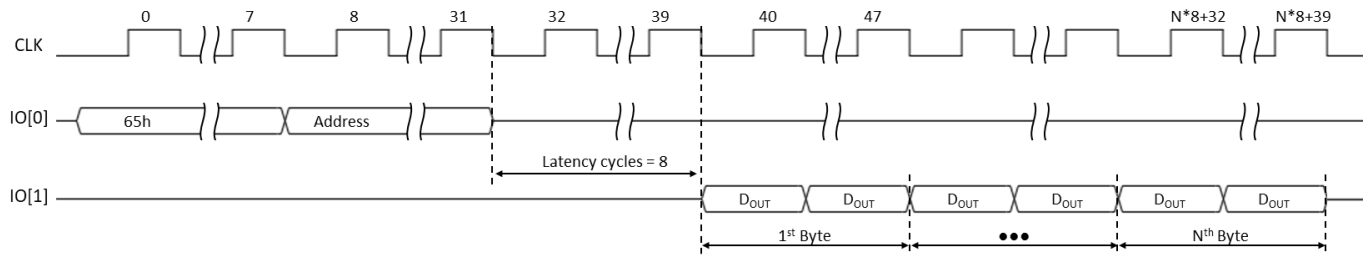 0 7 8 31 32 39 40 47 N*8+32 N*8+39
CLK
IO[0] 65h Address
Latency cycles = 8
IO[1] DOUT DOUT DOUT DOUT DOUT DOUT
1st Byte ●●● Nth Byte